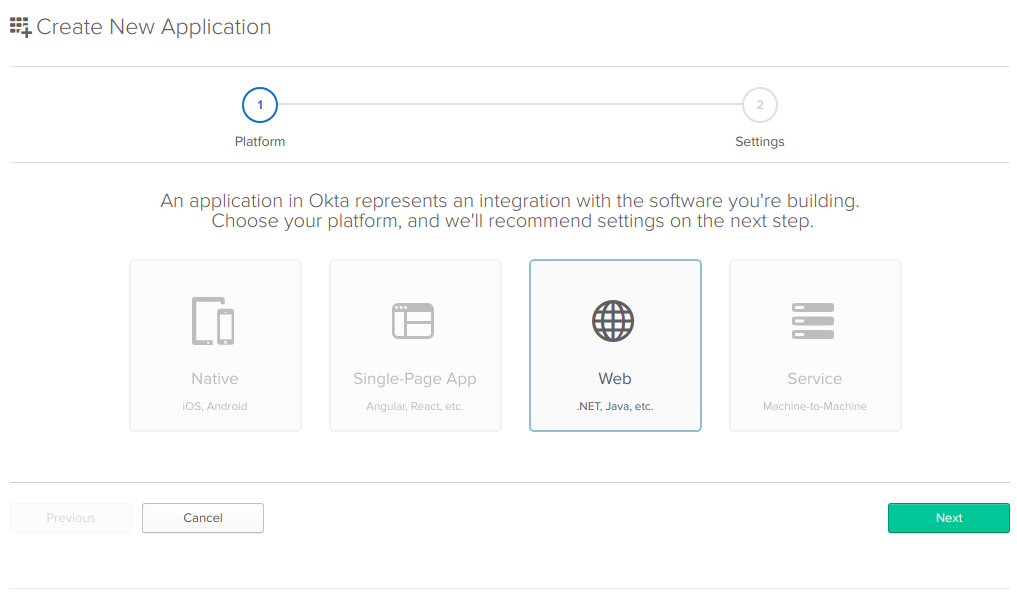 Create New Application
1
2
Platform
Settings
An application in Okta represents an integration with the software you're building.
Choose your platform, and we'll recommend settings on the next step.
Native
iOS, Android
Single-Page App
Angular, React, etc.
Web
.NET, Java, etc.
Service
Machine-to-Machine
Previous
Cancel
Next